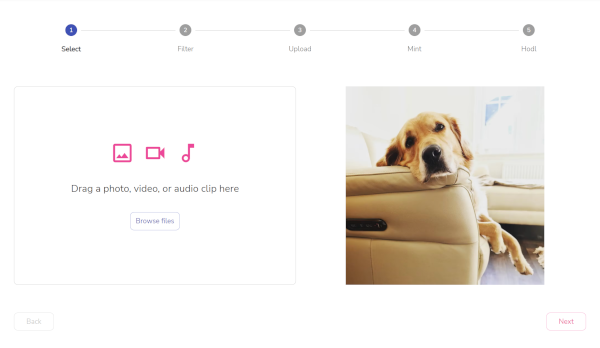 1 2 3 4 5
Select Filter Upload Mint Hodl
Drag a photo, video, or audio clip here
Browse files
Back Next